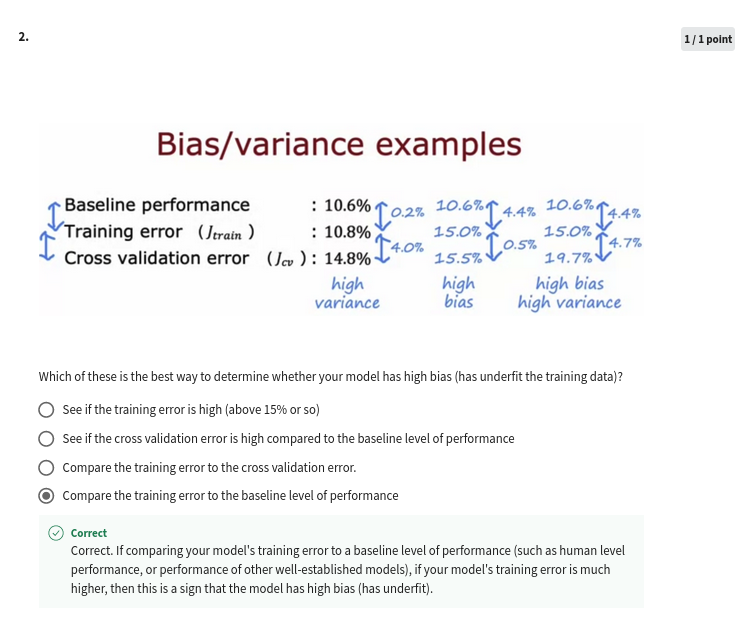 2.
1 / 1 point
Bias/variance examples
Baseline performance : 10.6% 0.2% 10.6% 4.4% 10.6% 4.4%
Training error (Jtrain) : 10.8% 15.0% 15.0%
4.0% 0.5% 4.7%
Cross validation error (Jcv) : 14.8% 15.5% 19.7%
high high high bias
variance bias high variance
Which of these is the best way to determine whether your model has high bias (has underfit the training data)?
See if the training error is high (above 15% or so)
See if the cross validation error is high compared to the baseline level of performance
Compare the training error to the cross validation error.
Compare the training error to the baseline level of performance
Correct
Correct. If comparing your model's training error to a baseline level of performance (such as human level
performance, or performance of other well-established models), if your model's training error is much
higher, then this is a sign that the model has high bias (has underfit).